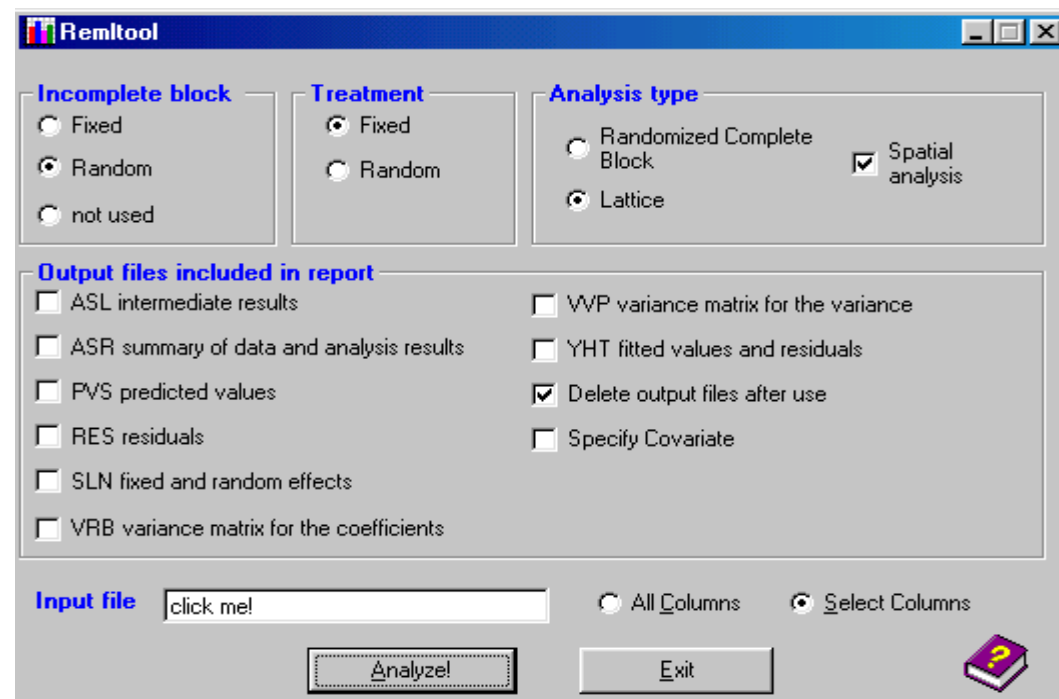 Remltool
Incomplete block
Fixed
Random
not used
Treatment
Fixed
Random
Analysis type
Randomized Complete
Block
Lattice
Spatial
analysis
Output files included in report
ASL intermediate results
ASR summary of data and analysis results
PVS predicted values
RES residuals
SLN fixed and random effects
VRB variance matrix for the coefficients
VVP variance matrix for the variance
YHT fitted values and residuals
Delete output files after use
Specify Covariate
Input file
click me!
All Columns
Select Columns
Analyze!
Exit
?